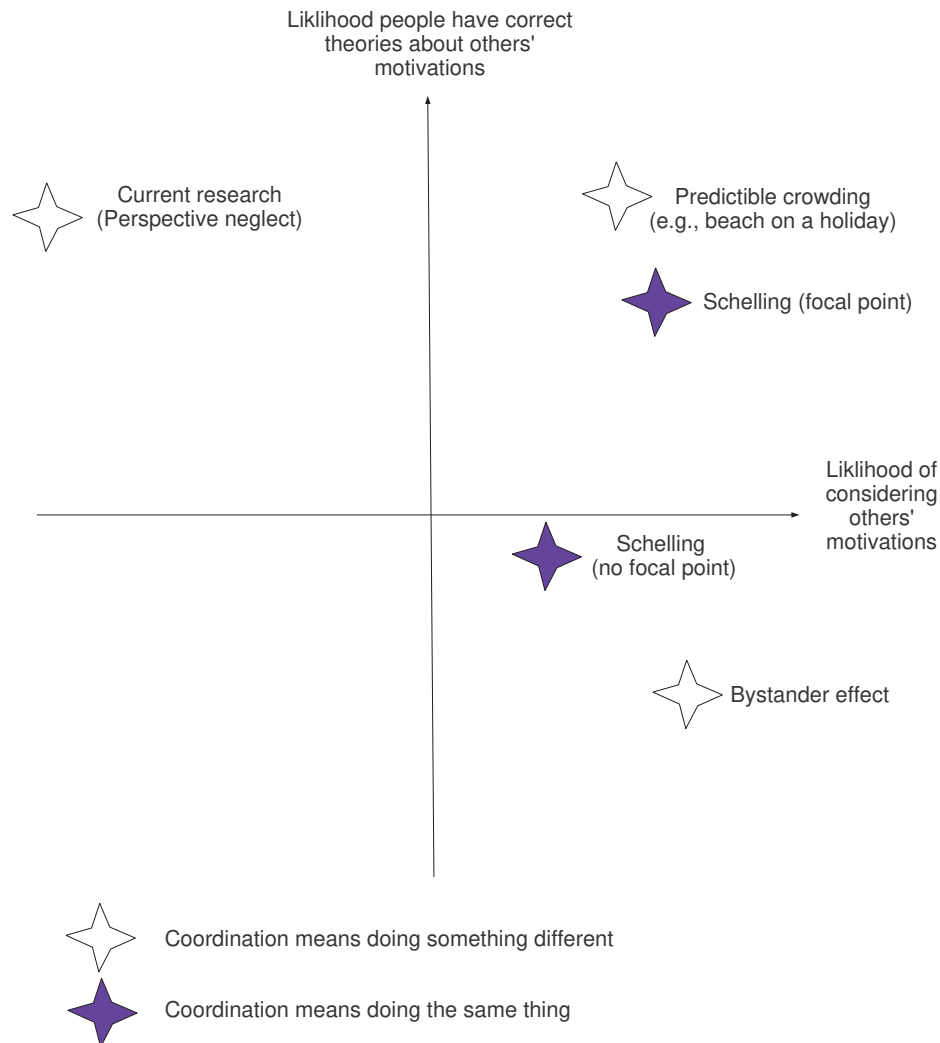 Liklihood people have correct
theories about others'
motivations
Current research
(Perspective neglect)
Predictible crowding
(e.g., beach on a holiday)
Schelling (focal point)
Liklihood of
considering
others'
motivations
Schelling
(no focal point)
Bystander effect
Coordination means doing something different
Coordination means doing the same thing